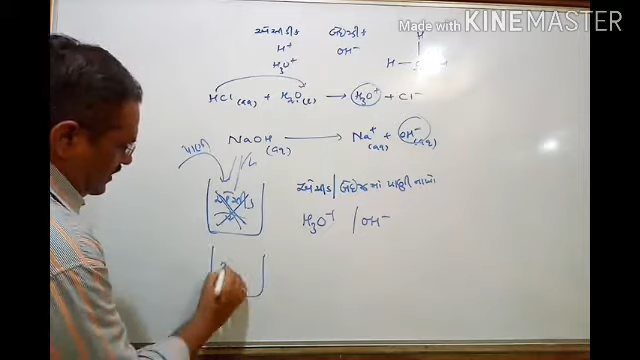 Made with KINEMASTER
એસીડીક બેઇઝીક
H⁺ OH⁻
H₃O⁺
H
H — H
HCl(aq) + H₂O(l) → H₃O⁺ + Cl⁻
NaOH(aq) → Na⁺(aq) + OH⁻(aq)
પાણી
એસીડ/બેઇઝમાં પાણી નાખો
H₃O⁺ / OH⁻